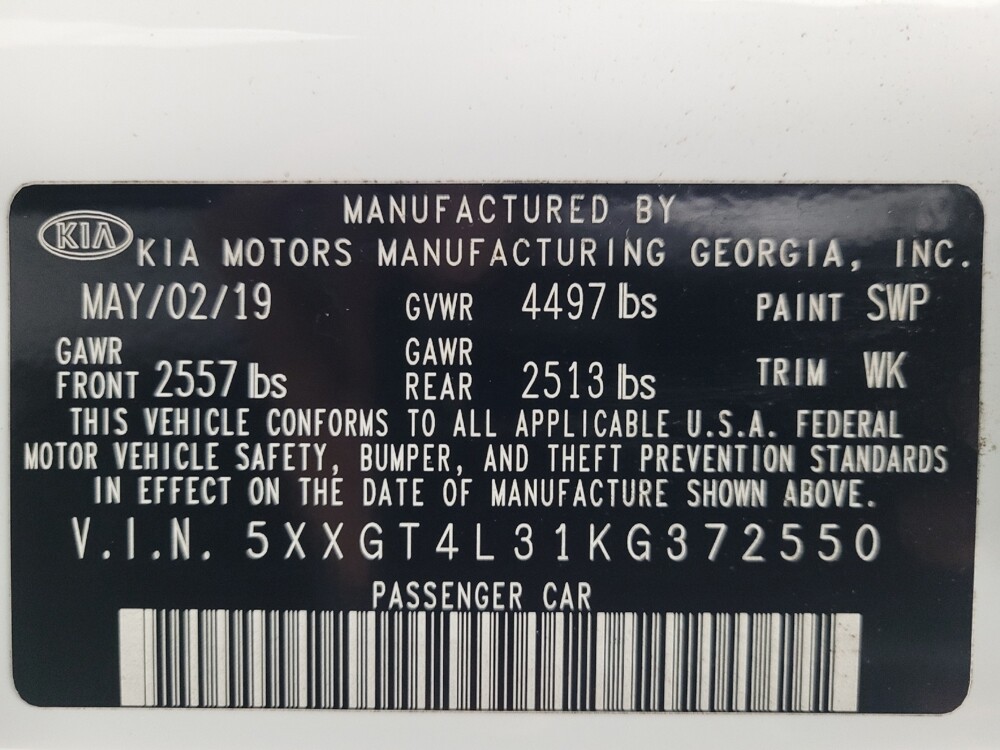 MANUFACTURED BY
KIA KIA MOTORS MANUFACTURING GEORGIA, INC.
MAY/02/19 GVWR 4497 lbs PAINT SWP
GAWR FRONT 2557 lbs GAWR REAR 2513 lbs TRIM WK
THIS VEHICLE CONFORMS TO ALL APPLICABLE U.S.A. FEDERAL
MOTOR VEHICLE SAFETY, BUMPER, AND THEFT PREVENTION STANDARDS
IN EFFECT ON THE DATE OF MANUFACTURE SHOWN ABOVE.
V.I.N. 5XXGT4L31KG372550
PASSENGER CAR